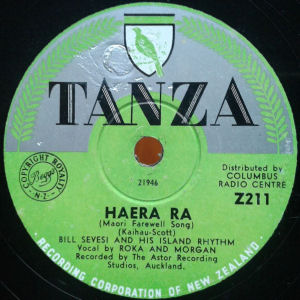 TANZA
21946
COPYRIGHT ROYALTY
Beggs
N.Z.
Distributed by
COLUMBUS
RADIO CENTRE
Z211
HAERA RA
(Maori Farewell Song)
(Kaihau-Scott)
BILL SEVESI AND HIS ISLAND RHYTHM
Vocal by ROKA AND MORGAN
Recorded by The Astor Recording
Studios, Auckland.
RECORDING CORPORATION OF NEW ZEALAND